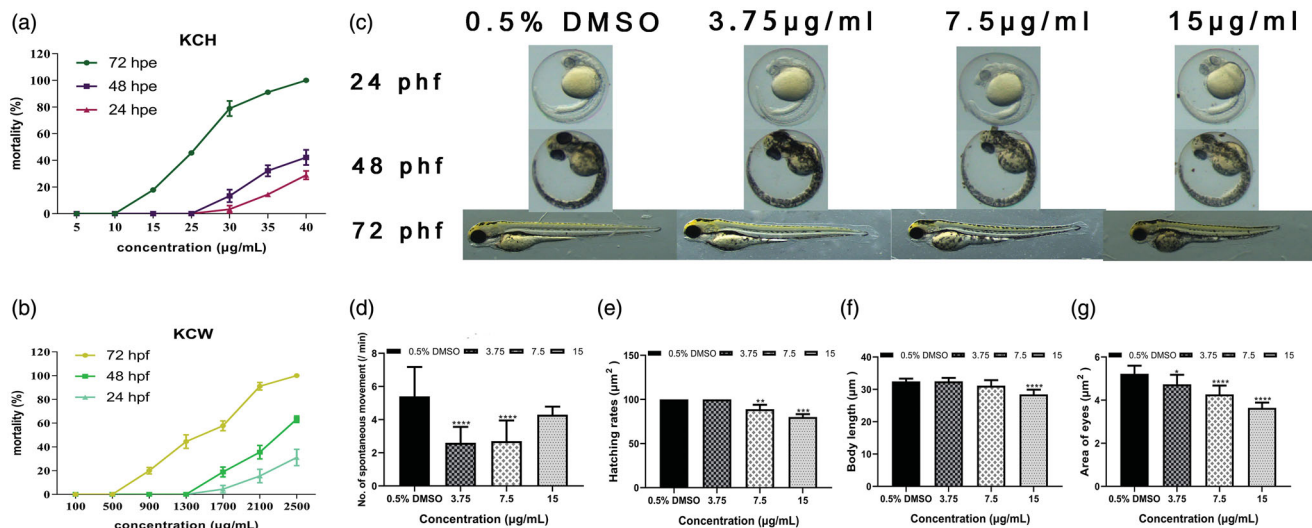 (a)
KCH
72 hpe
48 hpe
24 hpe
mortality (%)
120
100
80
60
40
20
0
5 10 15 25 30 35 40
concentration (µg/mL)
(b)
KCW
72 hpf
48 hpf
24 hpf
mortality (%)
120
100
80
60
40
20
0
100 500 900 1300 1700 2100 2500
concentration (µg/mL)
(c)
0.5% DMSO 3.75µg/ml 7.5µg/ml 15µg/ml
24 phf
48 phf
72 phf
(d)
0.5% DMSO 3.75 7.5 15
No. of spontaneous movement (/ min)
8
6
4
2
0
**** ****
0.5% DMSO 3.75 7.5 15
Concentration (µg/mL)
(e)
0.5% DMSO 3.75 7.5 15
Hatching rates (µm²)
150
100
50
0
** ***
0.5% DMSO 3.75 7.5 15
Concentration (µg/mL)
(f)
0.5% DMSO 3.75 7.5 15
Body length (µm )
40
30
20
10
0
****
0.5% DMSO 3.75 7.5 15
Concentration (µg/mL)
(g)
0.5% DMSO 3.75 7.5 15
Area of eyes (µm²)
6
4
2
0
* **** ****
0.5% DMSO 3.75 7.5 15
Concentration (µg/mL)